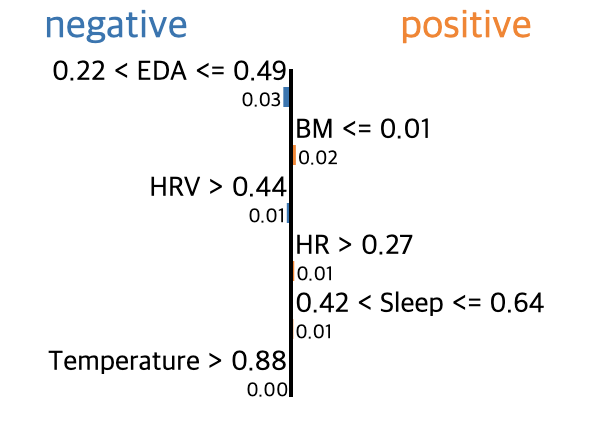 negative positive
0.22 < EDA <= 0.49
0.03
BM <= 0.01
0.02
HRV > 0.44
0.01
HR > 0.27
0.01
0.42 < Sleep <= 0.64
0.01
Temperature > 0.88
0.00